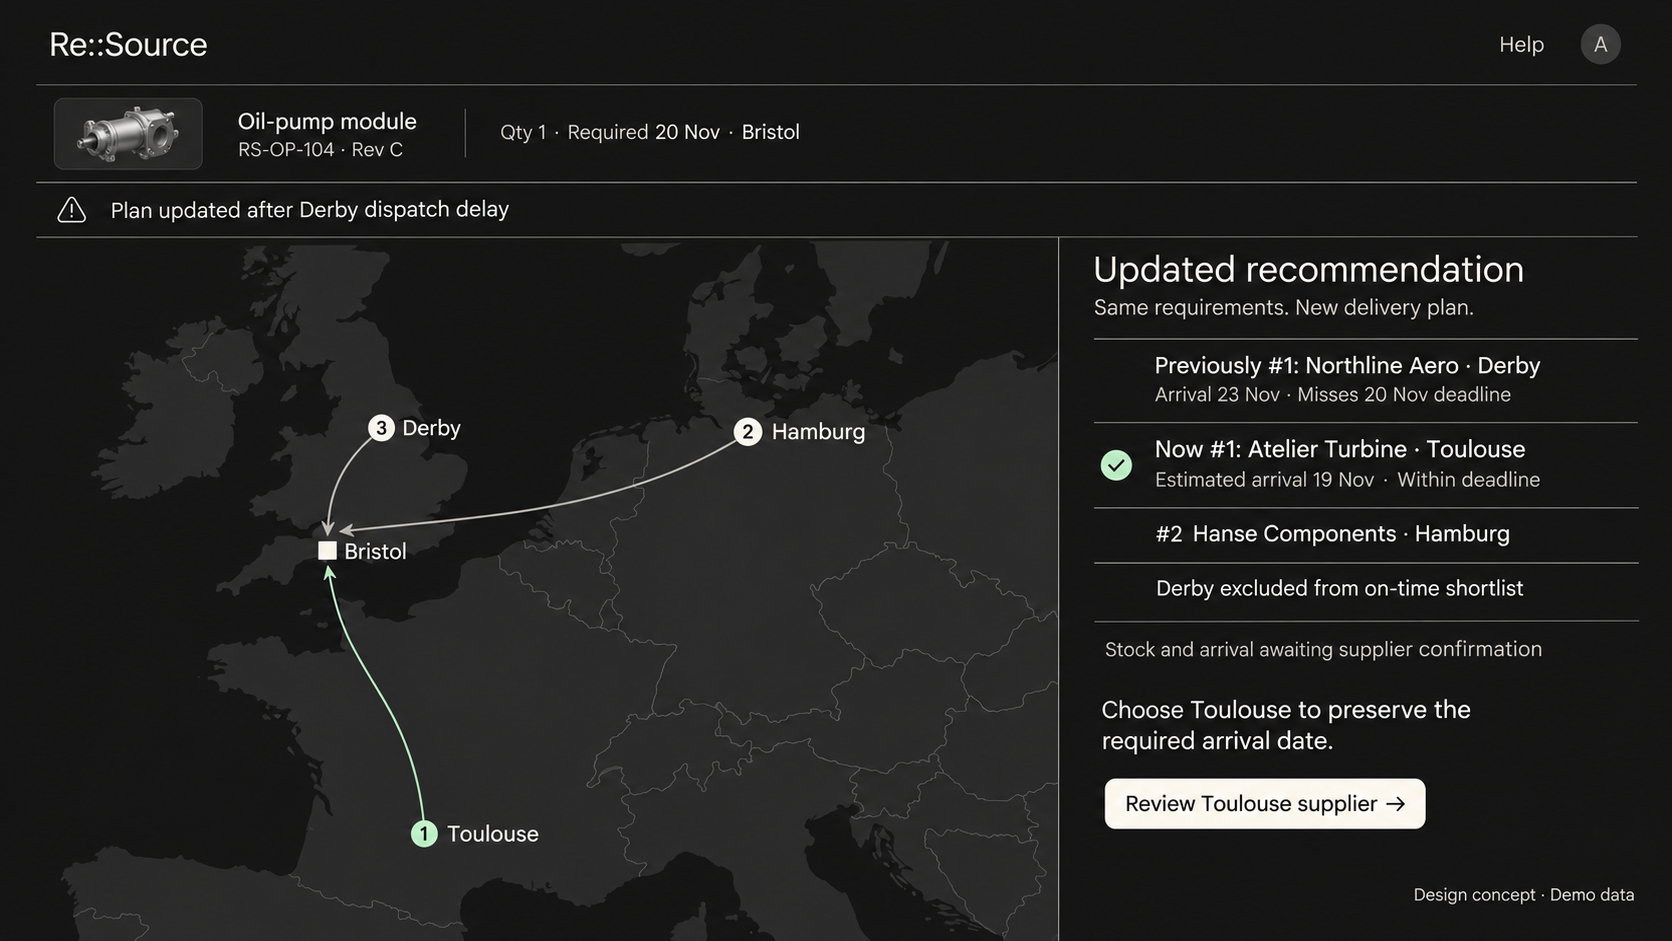 Re::Source
Help
A
Oil-pump module
RS-OP-104 · Rev C
Qty 1 · Required 20 Nov · Bristol
Plan updated after Derby dispatch delay
3 Derby
2 Hamburg
Bristol
1 Toulouse
Updated recommendation
Same requirements. New delivery plan.
Previously #1: Northline Aero · Derby
Arrival 23 Nov · Misses 20 Nov deadline
Now #1: Atelier Turbine · Toulouse
Estimated arrival 19 Nov · Within deadline
#2 Hanse Components · Hamburg
Derby excluded from on-time shortlist
Stock and arrival awaiting supplier confirmation
Choose Toulouse to preserve the
required arrival date.
Review Toulouse supplier →
Design concept · Demo data